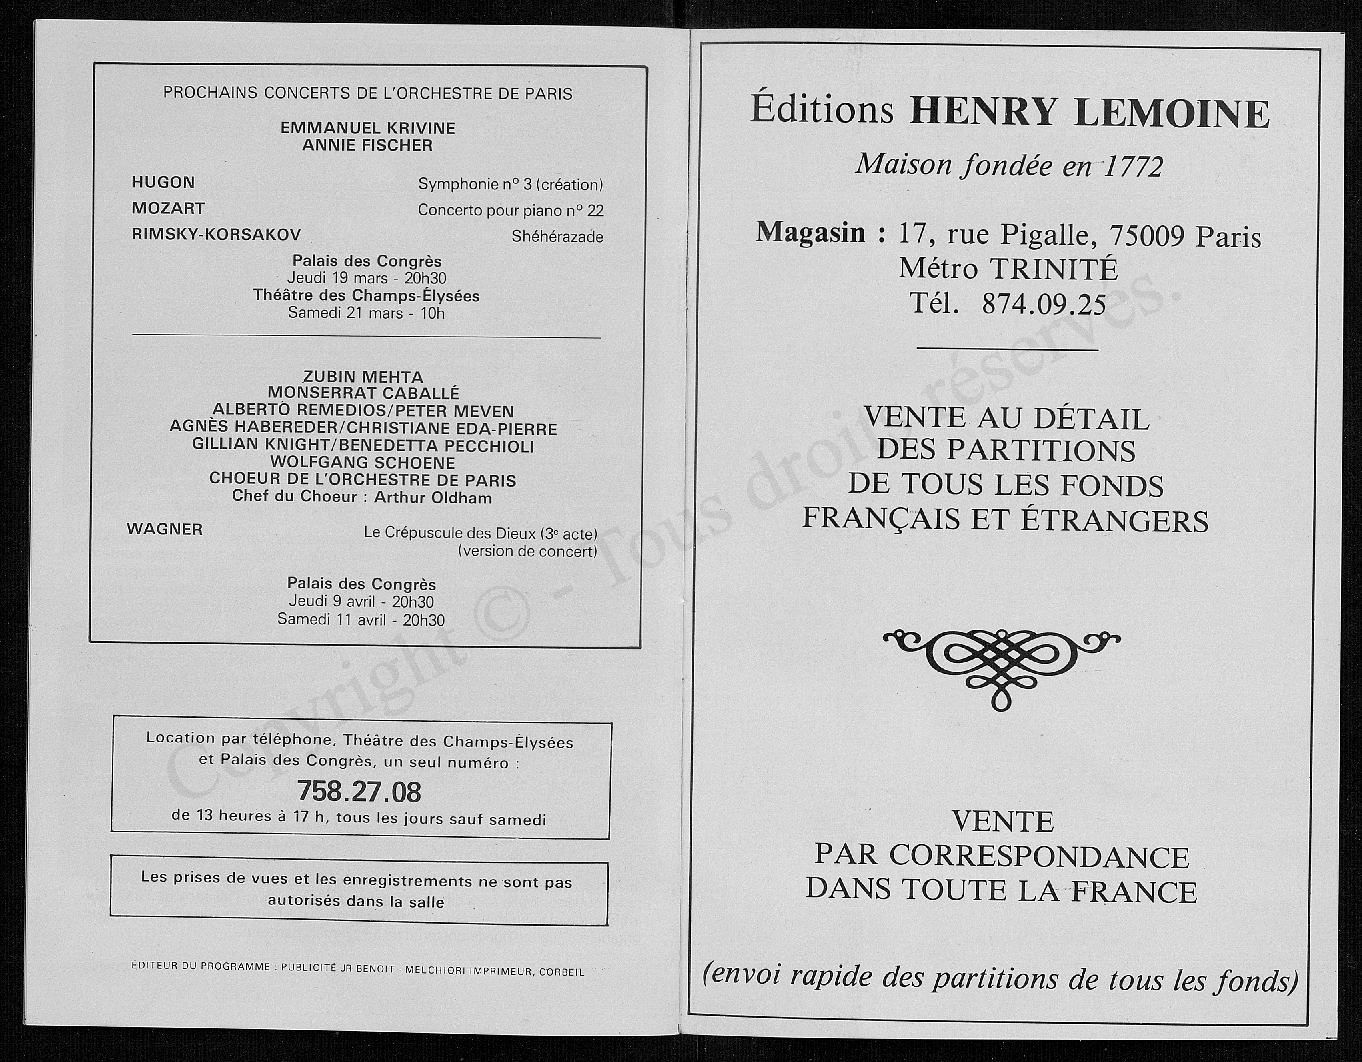 PROCHAINS CONCERTS DE L'ORCHESTRE DE PARIS
EMMANUEL KRIVINE
ANNIE FISCHER
HUGON Symphonie n° 3 (création)
MOZART Concerto pour piano n° 22
RIMSKY-KORSAKOV Shéhérazade
Palais des Congrès
Jeudi 19 mars - 20h30
Théâtre des Champs-Élysées
Samedi 21 mars - 10h
ZUBIN MEHTA
MONSERRAT CABALLÉ
ALBERTO REMEDIOS/PETER MEVEN
AGNÈS HABEREDER/CHRISTIANE EDA-PIERRE
GILLIAN KNIGHT/BENEDETTA PECCHIOLI
WOLFGANG SCHOENE
CHOEUR DE L'ORCHESTRE DE PARIS
Chef du Choeur : Arthur Oldham
WAGNER Le Crépuscule des Dieux (3e acte)
(version de concert)
Palais des Congrès
Jeudi 9 avril - 20h30
Samedi 11 avril - 20h30
Location par téléphone, Théâtre des Champs-Élysées
et Palais des Congrès, un seul numéro :
758.27.08
de 13 heures à 17 h, tous les jours sauf samedi
Les prises de vues et les enregistrements ne sont pas
autorisés dans la salle
ÉDITEUR DU PROGRAMME : PUBLICITÉ JR BENOIT - MELCHIORI IMPRIMEUR, CORBEIL
Éditions HENRY LEMOINE
Maison fondée en 1772
Magasin : 17, rue Pigalle, 75009 Paris
Métro TRINITÉ
Tél. 874.09.25
VENTE AU DÉTAIL
DES PARTITIONS
DE TOUS LES FONDS
FRANÇAIS ET ÉTRANGERS
VENTE
PAR CORRESPONDANCE
DANS TOUTE LA FRANCE
(envoi rapide des partitions de tous les fonds)
Copyright © - Tous droits réservés.